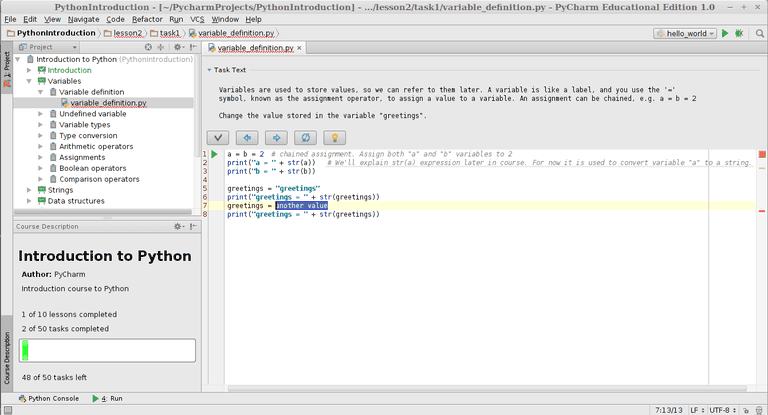 PythonIntroduction - [~/PycharmProjects/PythonIntroduction] - .../lesson2/task1/variable_definition.py - PyCharm Educational Edition 1.0
File Edit View Navigate Code Refactor Run VCS Window Help
PythonIntroduction lesson2 task1 variable_definition.py hello_world
1: Project
Project
variable_definition.py
Introduction to Python (PythonIntroduction)
Introduction
Variables
Variable definition
variable_definition.py
Undefined variable
Variable types
Type conversion
Arithmetic operators
Assignments
Boolean operators
Comparison operators
Strings
Data structures
Task Text
Variables are used to store values, so we can refer to them later. A variable is like a label, and you use the '='
symbol, known as the assignment operator, to assign a value to a variable. An assignment can be chained, e.g. a = b = 2
Change the value stored in the variable "greetings".
1 a = b = 2 # chained assignment. Assign both "a" and "b" variables to 2
2 print("a = " + str(a)) # We'll explain str(a) expression later in course. For now it is used to convert variable "a" to a string.
3 print("b = " + str(b))
4
5 greetings = "greetings"
6 print("greetings = " + str(greetings))
7 greetings = another value
8 print("greetings = " + str(greetings))
Course Description
Course Description
Introduction to Python
Author: PyCharm
Introduction course to Python
1 of 10 lessons completed
2 of 50 tasks completed
48 of 50 tasks left
Python Console 4: Run
7:13/13 LF UTF-8